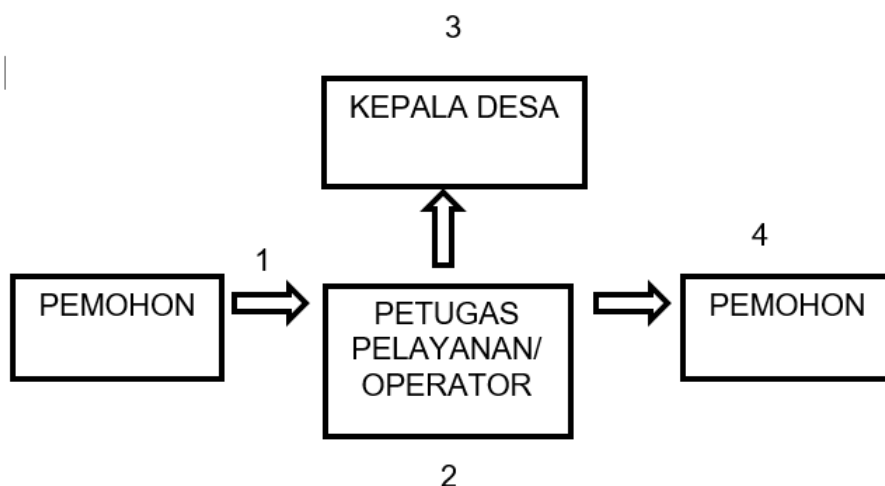 3
KEPALA DESA
1
4
PEMOHON
PETUGAS
PELAYANAN/
OPERATOR
PEMOHON
2